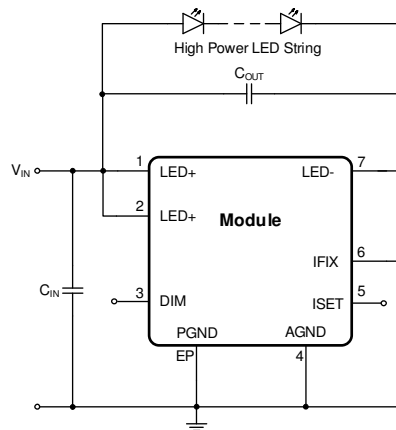 High Power LED String
COUT
VIN
1
LED+
LED-
7
2
LED+
Module
IFIX
6
CIN
3
DIM
ISET
5
PGND
AGND
EP
4